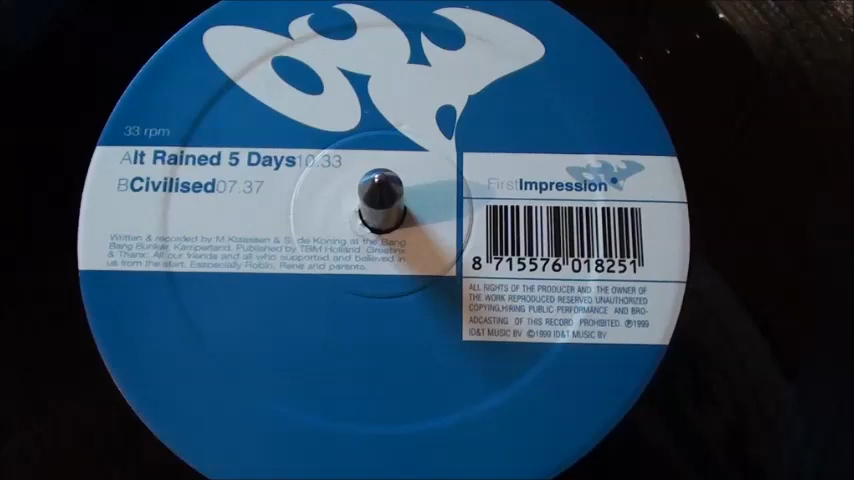 33 rpm
A It Rained 5 Days 10.33
B Civilised 07.37
Written & recorded by M.Klaassen & S. de Koning at the Bang
Bang Bunker, Kamperland. Published by TBM Holland. Greetinx
& Thanx: All our friends and all who supported and believed in
us from the start. Esspecially Robin, René and parents.
First Impression
8 715576 018251
ALL RIGHTS OF THE PRODUCER AND THE OWNER OF
THE WORK REPRODUCED RESERVED. UNAUTHORIZED
COPYING, HIRING PUBLIC PERFORMANCE AND BRO-
ADCASTING OF THIS RECORD PROHIBITED. ℗1999
ID&T MUSIC BV ©1999 ID&T MUSIC BV